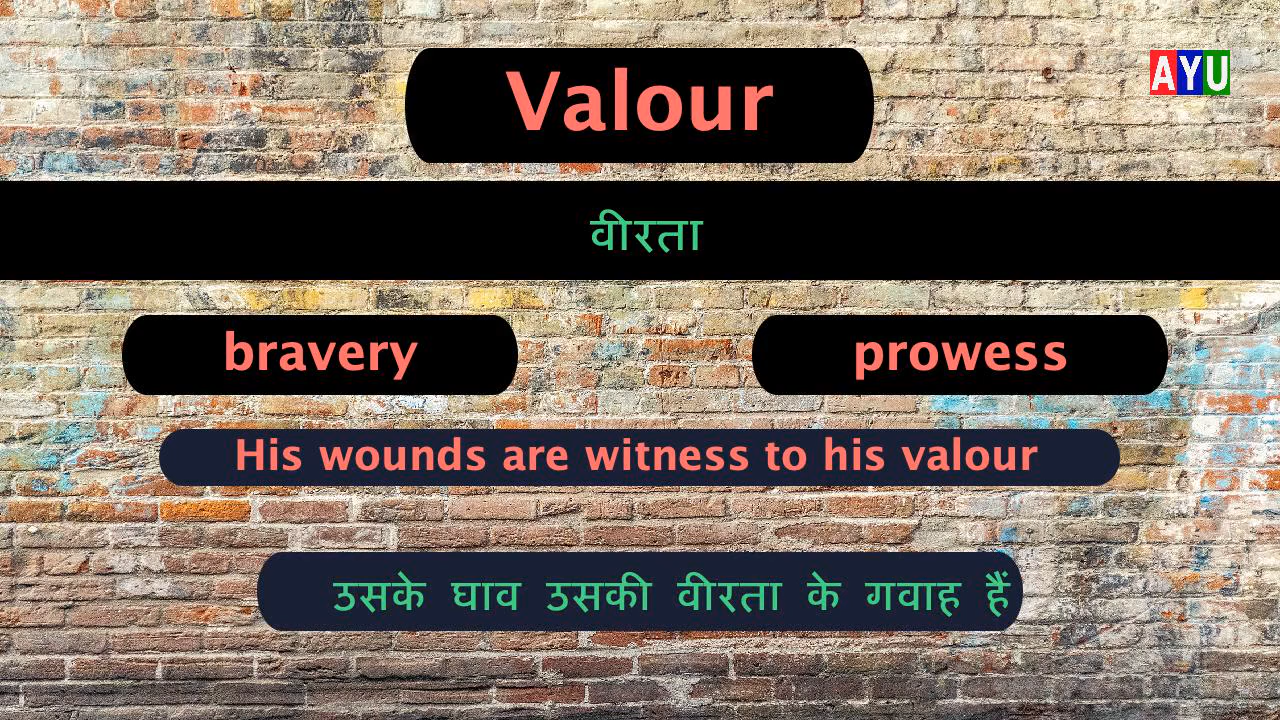 Valour
AYU
वीरता
bravery
prowess
His wounds are witness to his valour
उसके घाव उसकी वीरता के गवाह हैं